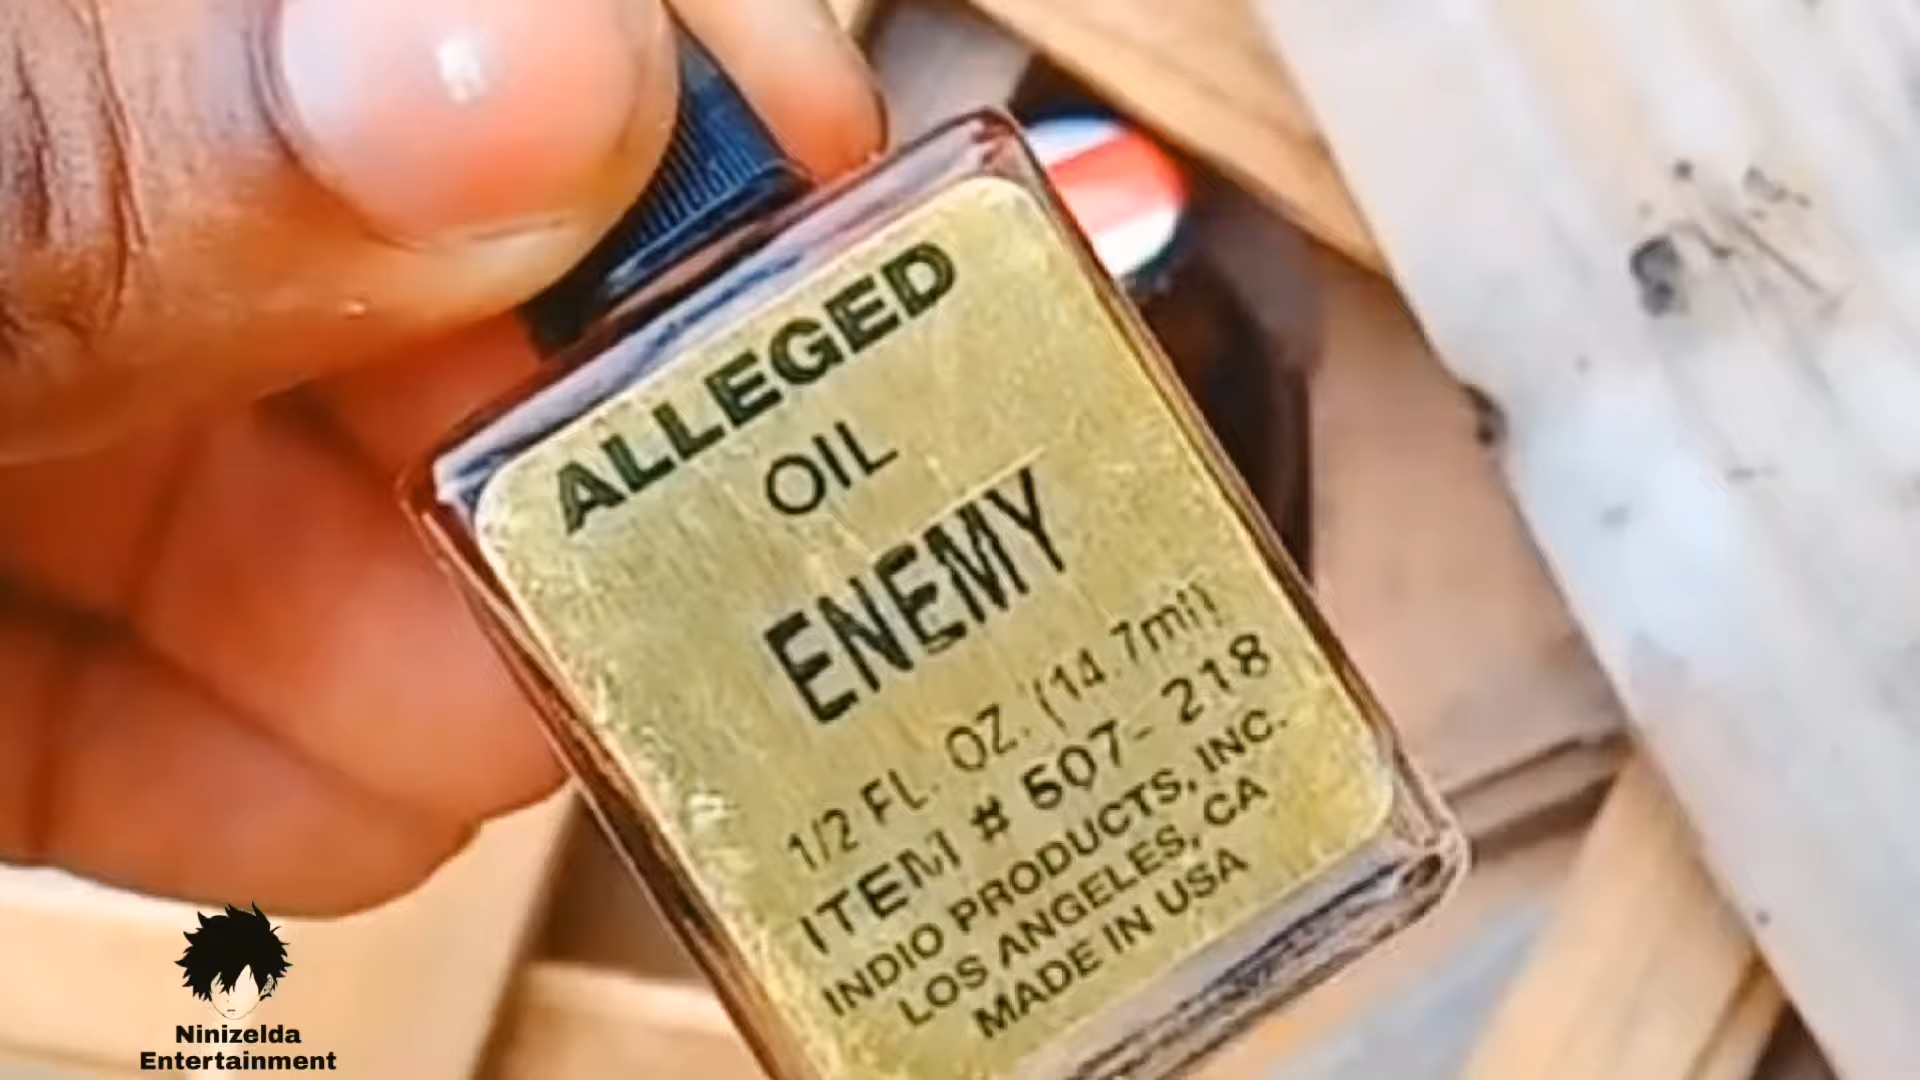 ALLEGED
OIL
ENEMY
1/2 FL. OZ. (14.7ml)
ITEM # 507-218
INDIO PRODUCTS, INC.
LOS ANGELES, CA
MADE IN USA
Ninizelda
Entertainment